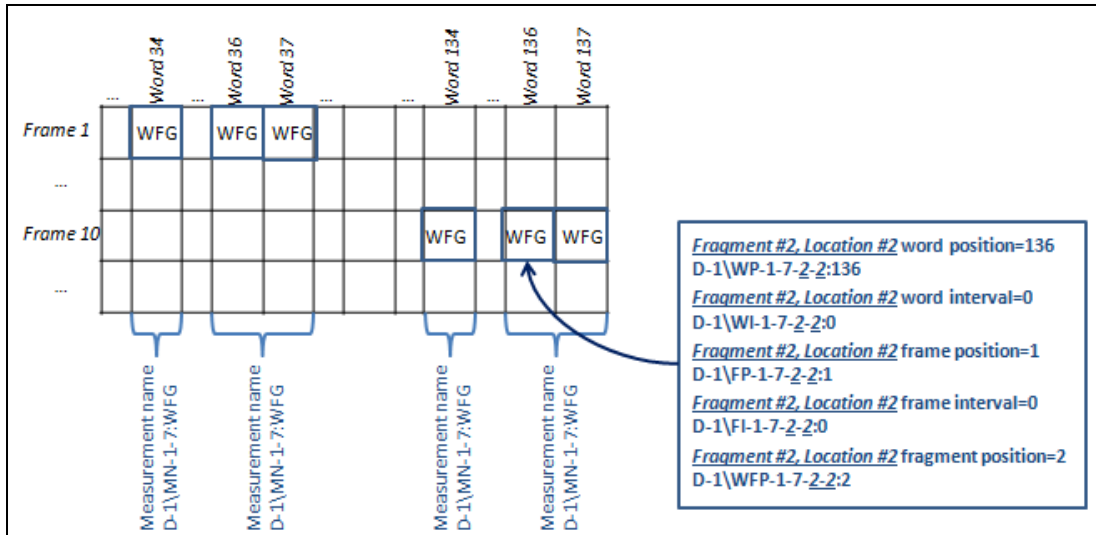 ... Word 34 ... Word 36 Word 37 ... ... Word 134 ... Word 136 Word 137
Frame 1 WFG WFG WFG
...
Frame 10 WFG WFG WFG
...
Measurement name
D-1\MN-1-7:WFG
Measurement name
D-1\MN-1-7:WFG
Measurement name
D-1\MN-1-7:WFG
Measurement name
D-1\MN-1-7:WFG
Fragment #2, Location #2 word position=136
D-1\WP-1-7-2-2:136
Fragment #2, Location #2 word interval=0
D-1\WI-1-7-2-2:0
Fragment #2, Location #2 frame position=1
D-1\FP-1-7-2-2:1
Fragment #2, Location #2 frame interval=0
D-1\FI-1-7-2-2:0
Fragment #2, Location #2 fragment position=2
D-1\WFP-1-7-2-2:2